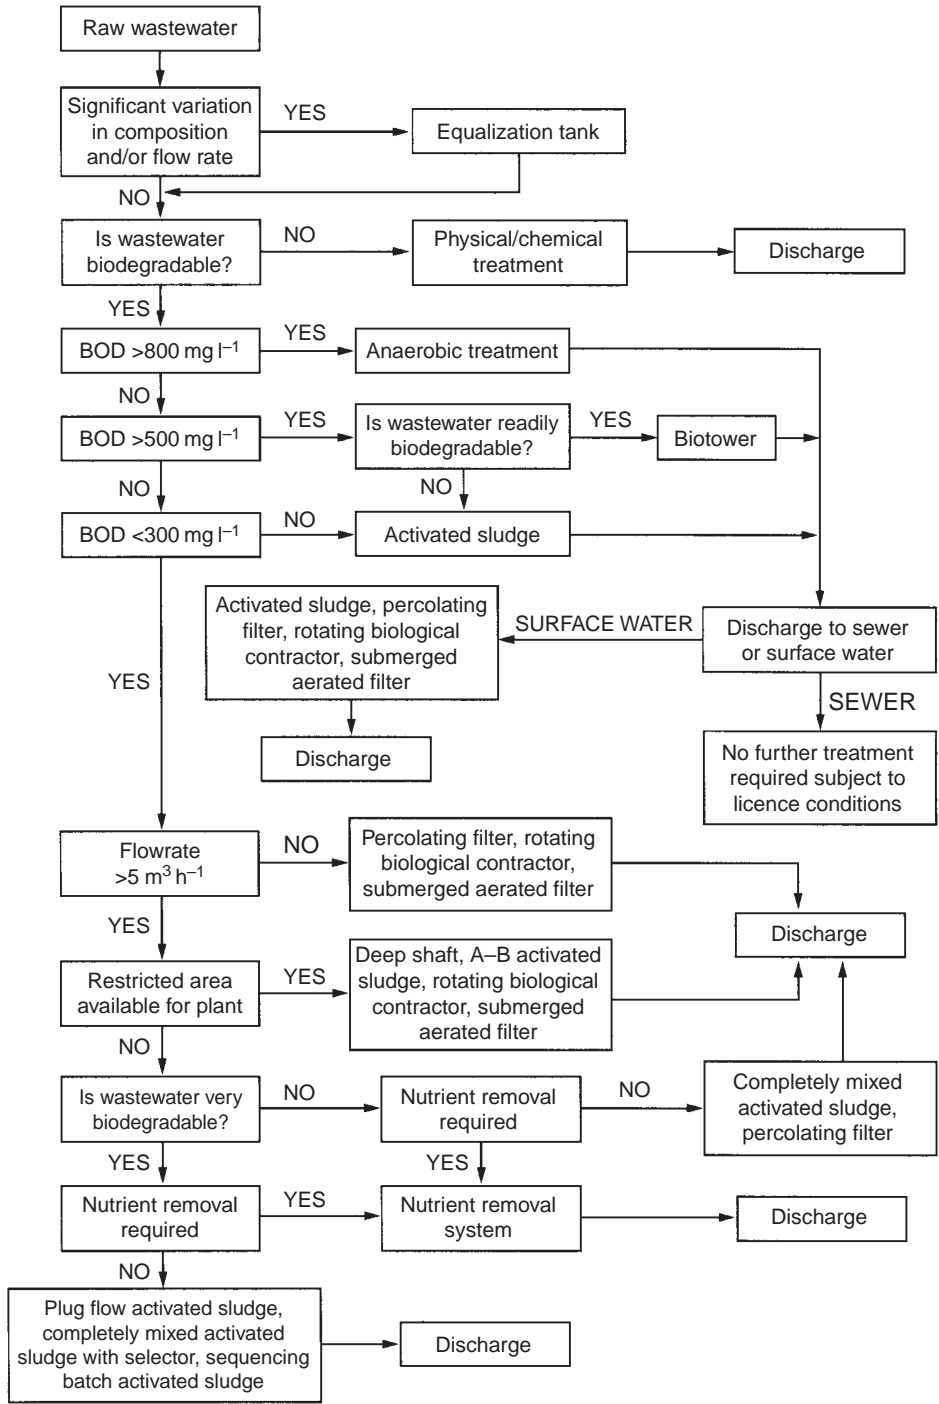 Raw wastewater
Significant variation
in composition
and/or flow rate
YES
Equalization tank
NO
Is wastewater
biodegradable?
NO
Physical/chemical
treatment
Discharge
YES
BOD >800 mg l⁻¹
YES
Anaerobic treatment
NO
BOD >500 mg l⁻¹
YES
Is wastewater readily
biodegradable?
YES
Biotower
NO
NO
BOD <300 mg l⁻¹
NO
Activated sludge
Activated sludge, percolating
filter, rotating biological
contractor, submerged
aerated filter
SURFACE WATER
Discharge to sewer
or surface water
YES
SEWER
Discharge
No further treatment
required subject to
licence conditions
Flowrate
>5 m³ h⁻¹
NO
Percolating filter, rotating
biological contractor,
submerged aerated filter
YES
Discharge
Restricted area
available for plant
YES
Deep shaft, A–B activated
sludge, rotating biological
contractor, submerged
aerated filter
NO
Is wastewater very
biodegradable?
NO
Nutrient removal
required
NO
Completely mixed
activated sludge,
percolating filter
YES
YES
Nutrient removal
required
YES
Nutrient removal
system
Discharge
NO
Plug flow activated sludge,
completely mixed activated
sludge with selector, sequencing
batch activated sludge
Discharge